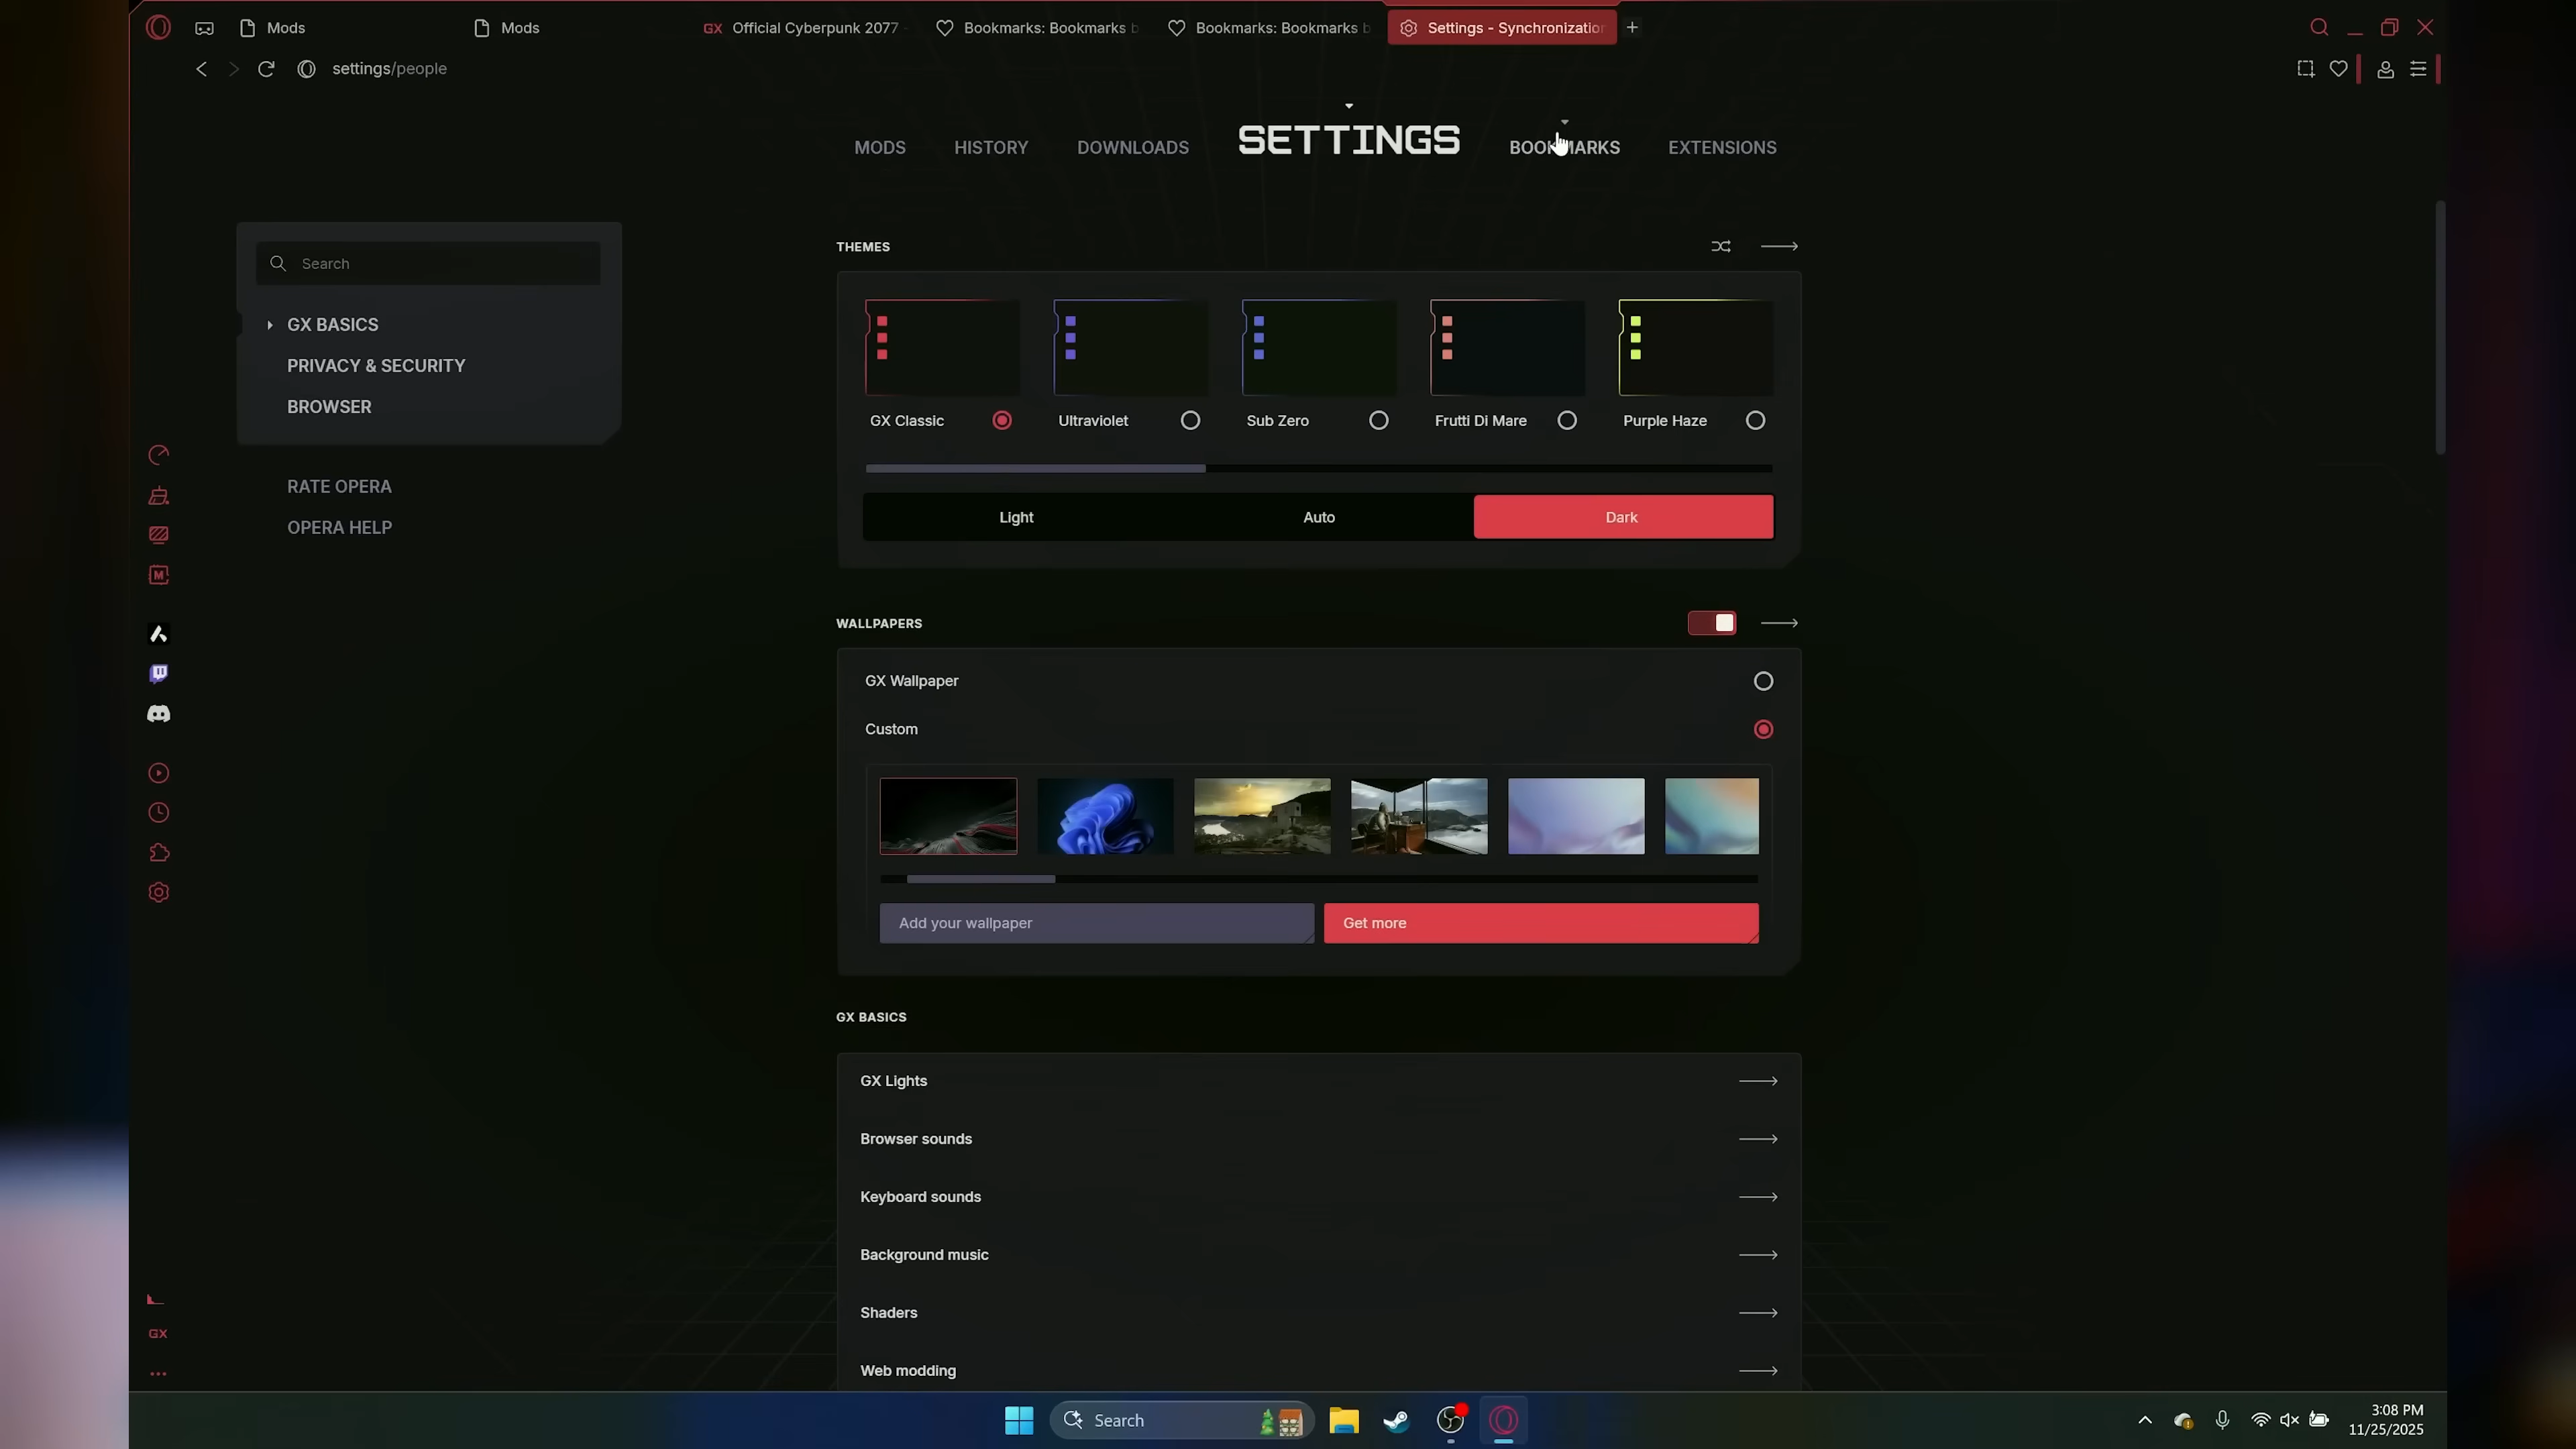 Mods
Mods
GX Official Cyberpunk 2077
Bookmarks: Bookmarks b
Bookmarks: Bookmarks b
Settings - Synchronization
settings/people
MODS
HISTORY
DOWNLOADS
SETTINGS
BOOKMARKS
EXTENSIONS
Search
GX BASICS
PRIVACY & SECURITY
BROWSER
RATE OPERA
OPERA HELP
THEMES
GX Classic
Ultraviolet
Sub Zero
Frutti Di Mare
Purple Haze
Light
Auto
Dark
WALLPAPERS
GX Wallpaper
Custom
Add your wallpaper
Get more
GX BASICS
GX Lights
Browser sounds
Keyboard sounds
Background music
Shaders
Web modding
M
GX
Search
3:08 PM
11/25/2025